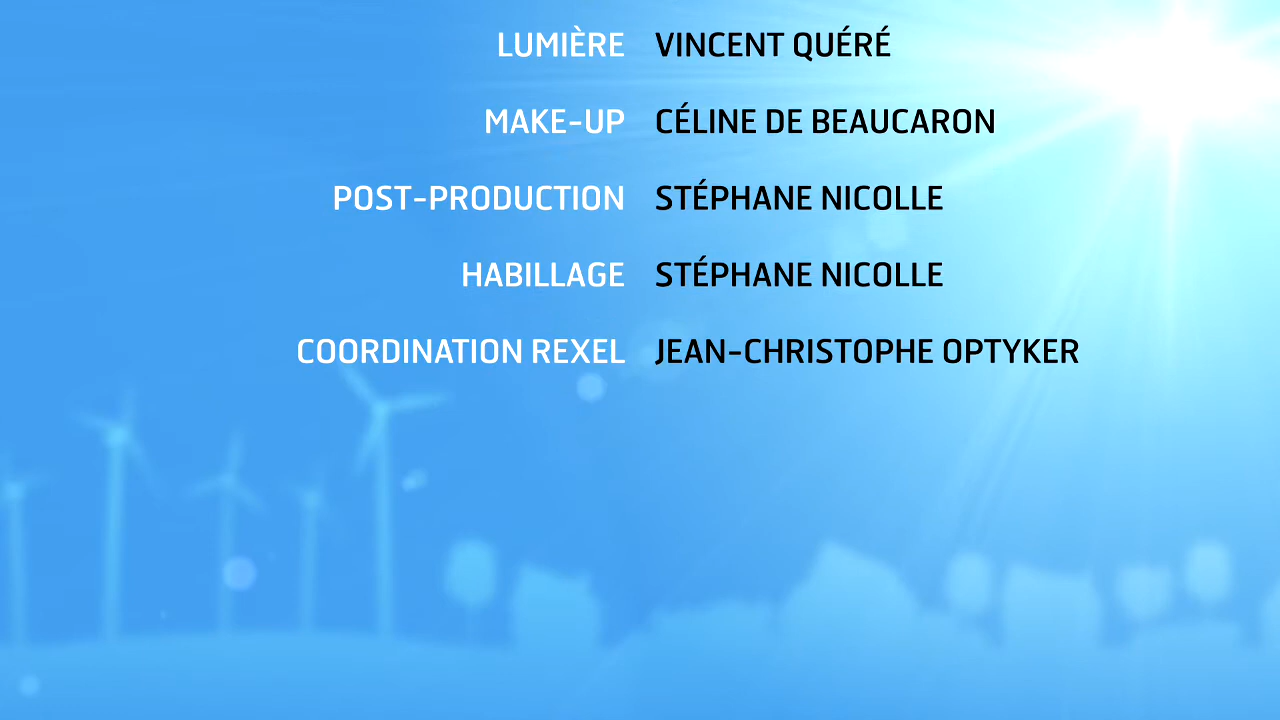 LUMIÈRE VINCENT QUÉRÉ
MAKE-UP CÉLINE DE BEAUCARON
POST-PRODUCTION STÉPHANE NICOLLE
HABILLAGE STÉPHANE NICOLLE
COORDINATION REXEL JEAN-CHRISTOPHE OPTYKER